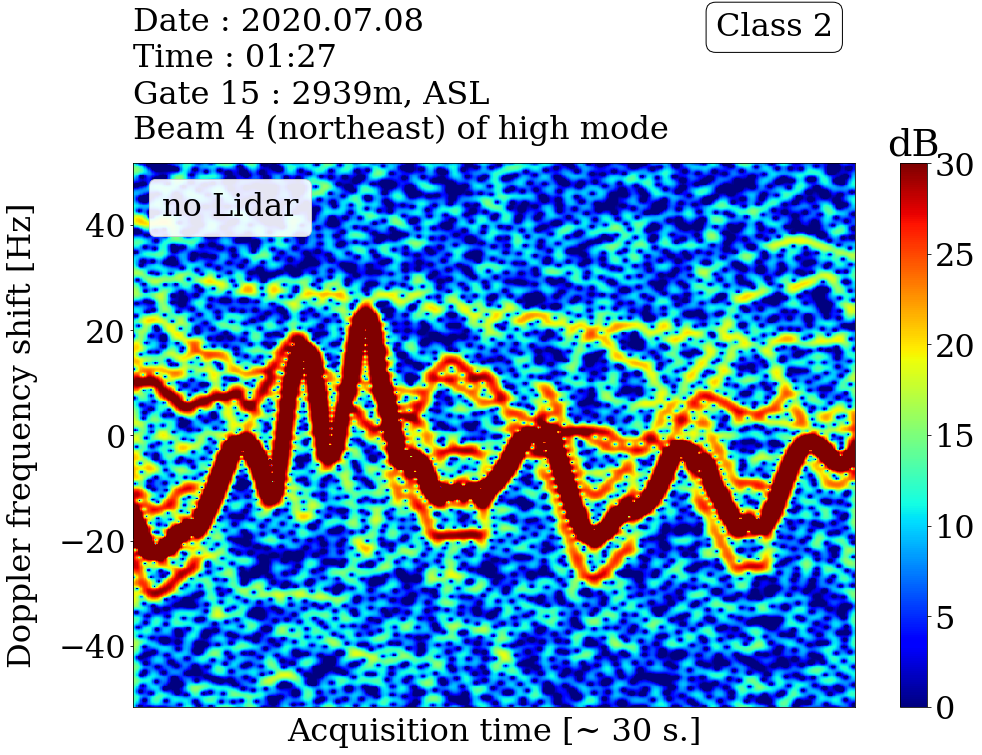 Date : 2020.07.08
Time : 01:27
Gate 15 : 2939m, ASL
Beam 4 (northeast) of high mode
Class 2
dB
no Lidar
Doppler frequency shift [Hz]
40
20
0
−20
−40
30
25
20
15
10
5
0
Acquisition time [~ 30 s.]